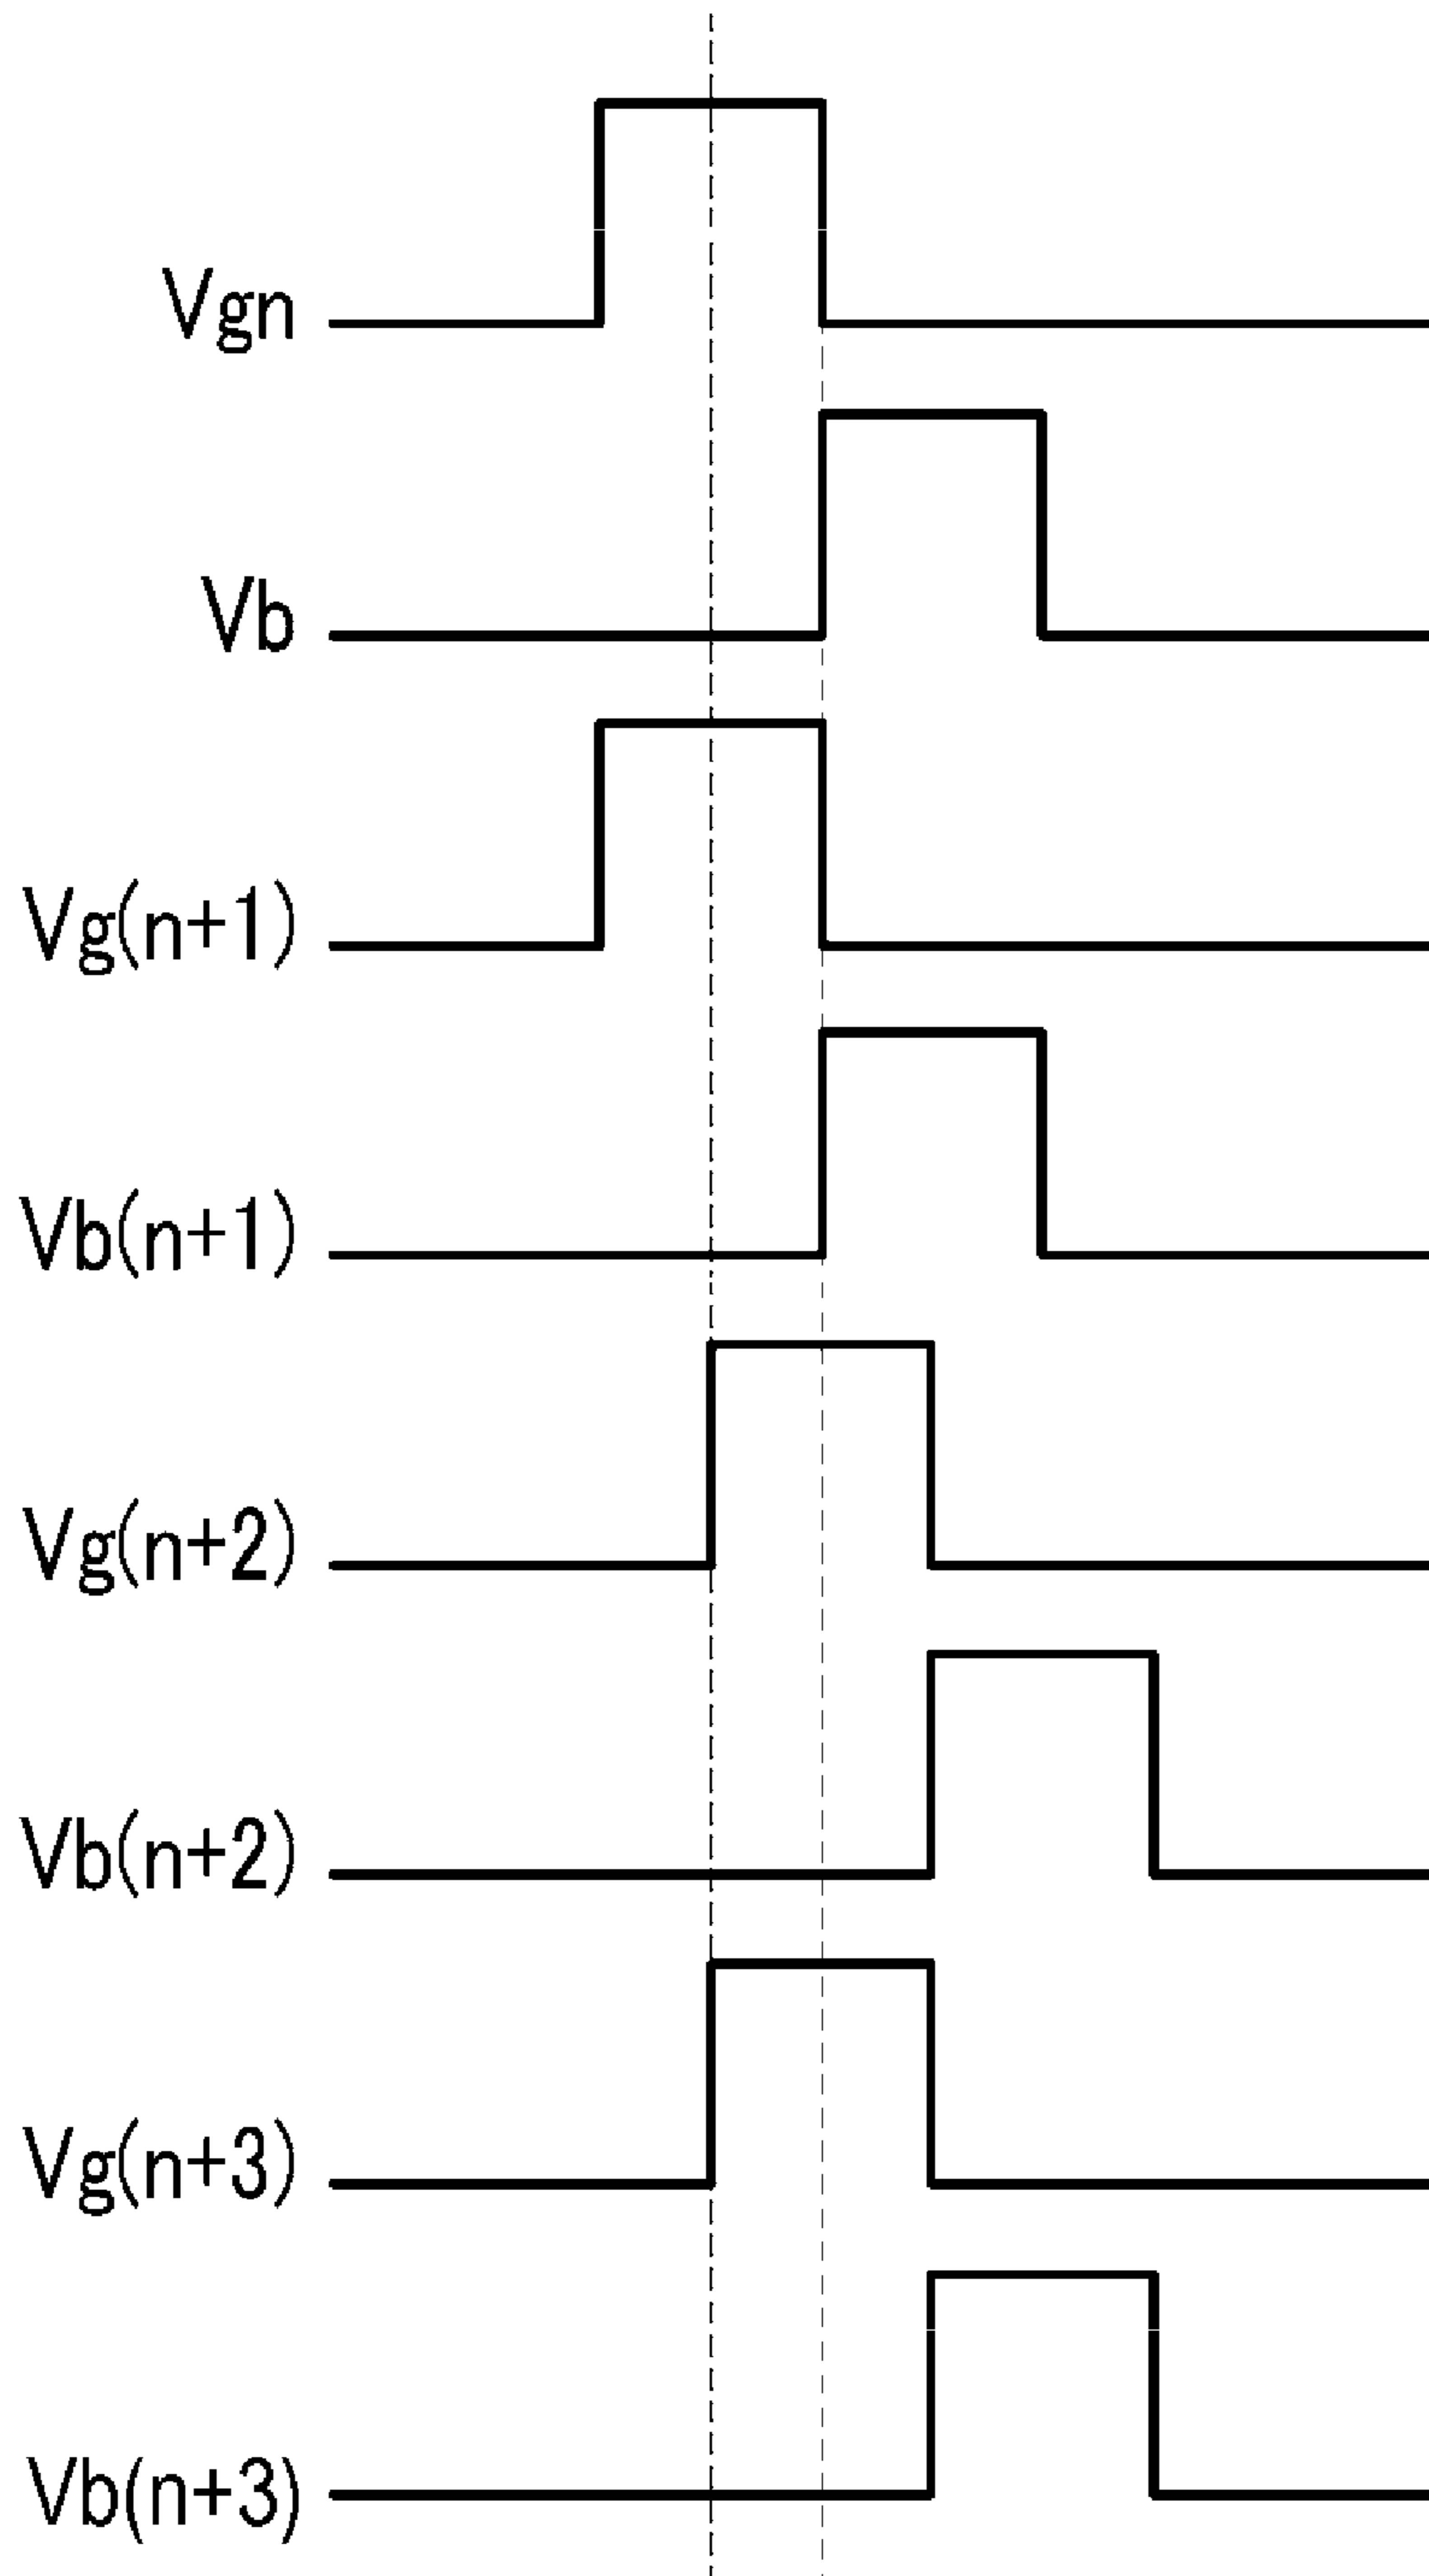 Vgn
Vb
Vg(n+1)
Vb(n+1)
Vg(n+2)
Vb(n+2)
Vg(n+3)
Vb(n+3)